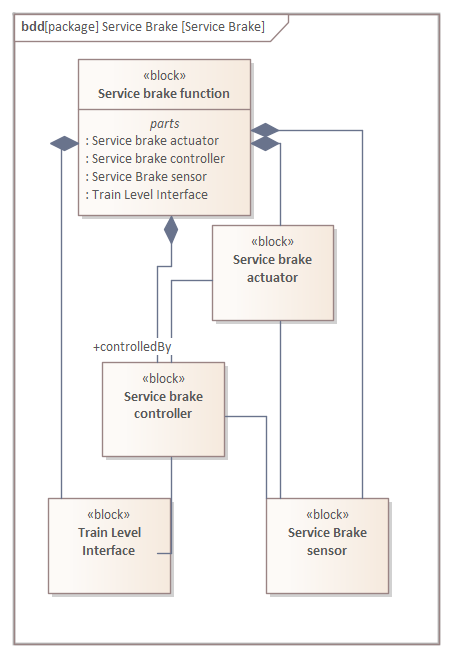 bdd[package] Service Brake [Service Brake]
«block»
Service brake function
parts
: Service brake actuator
: Service brake controller
: Service Brake sensor
: Train Level Interface
«block»
Service brake
actuator
+controlledBy
«block»
Service brake
controller
«block»
Train Level
Interface
«block»
Service Brake
sensor